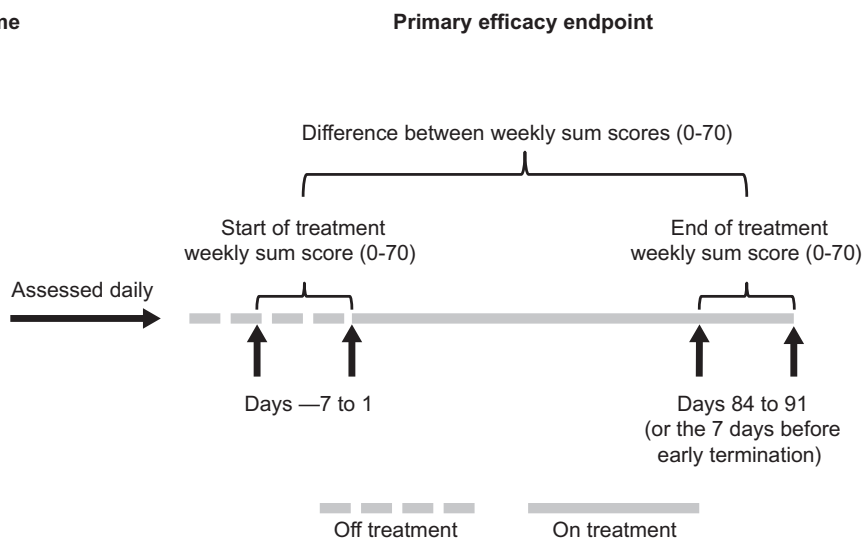 me
Primary efficacy endpoint
Difference between weekly sum scores (0-70)
Start of treatment
weekly sum score (0-70)
End of treatment
weekly sum score (0-70)
Assessed daily
Days —7 to 1
Days 84 to 91
(or the 7 days before
early termination)
Off treatment
On treatment